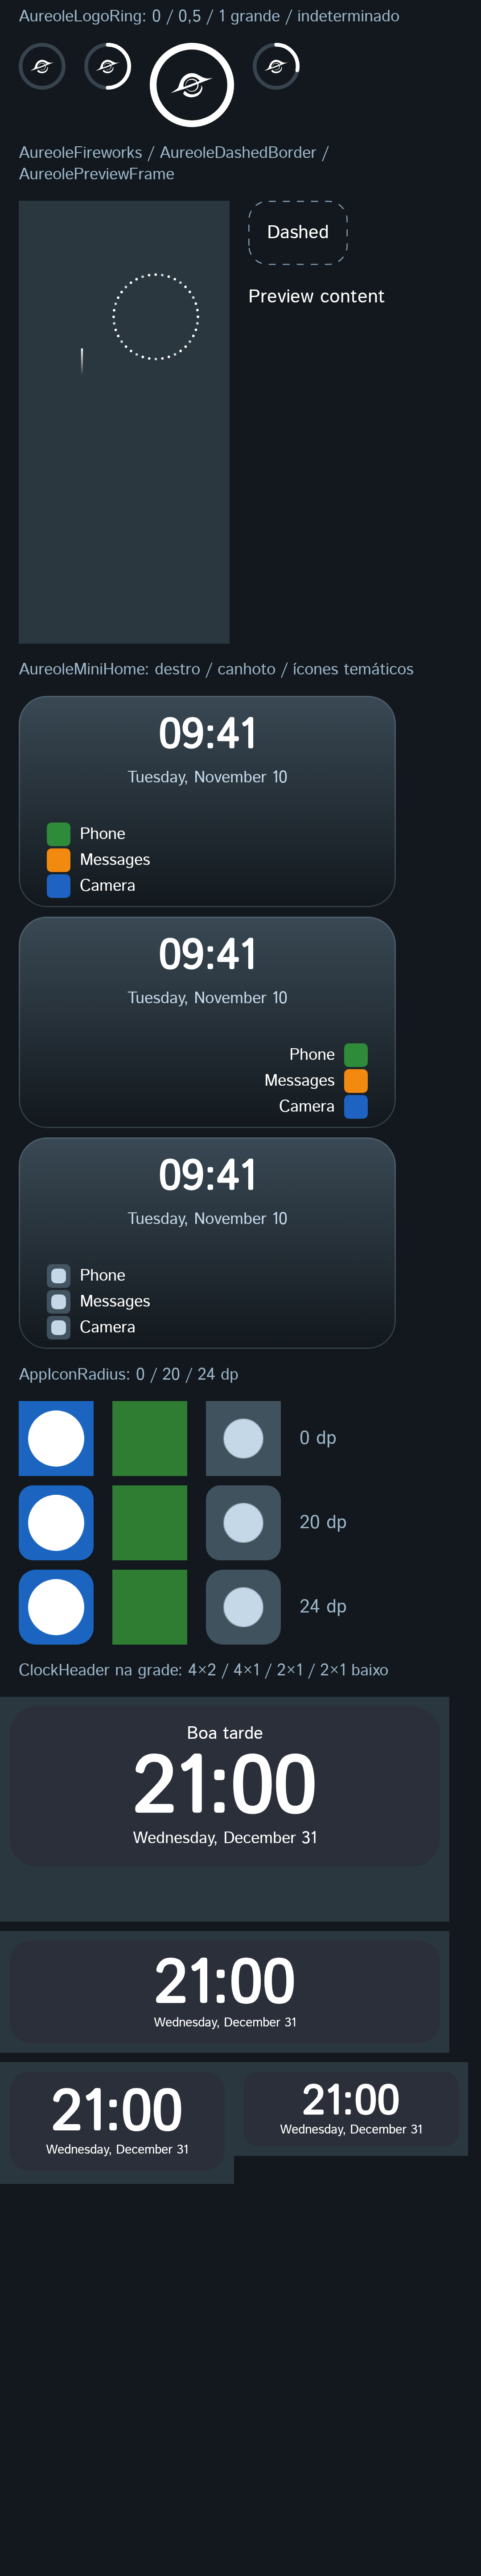 AureoleLogoRing: 0 / 0,5 / 1 grande / indeterminado
AureoleFireworks / AureoleDashedBorder /
AureolePreviewFrame
Dashed
Preview content
AureoleMiniHome: destro / canhoto / ícones temáticos
09:41
Tuesday, November 10
Phone
Messages
Camera
09:41
Tuesday, November 10
Phone
Messages
Camera
09:41
Tuesday, November 10
Phone
Messages
Camera
AppIconRadius: 0 / 20 / 24 dp
0 dp
20 dp
24 dp
ClockHeader na grade: 4×2 / 4×1 / 2×1 / 2×1 baixo
Boa tarde
21:00
Wednesday, December 31
21:00
Wednesday, December 31
21:00
Wednesday, December 31
21:00
Wednesday, December 31